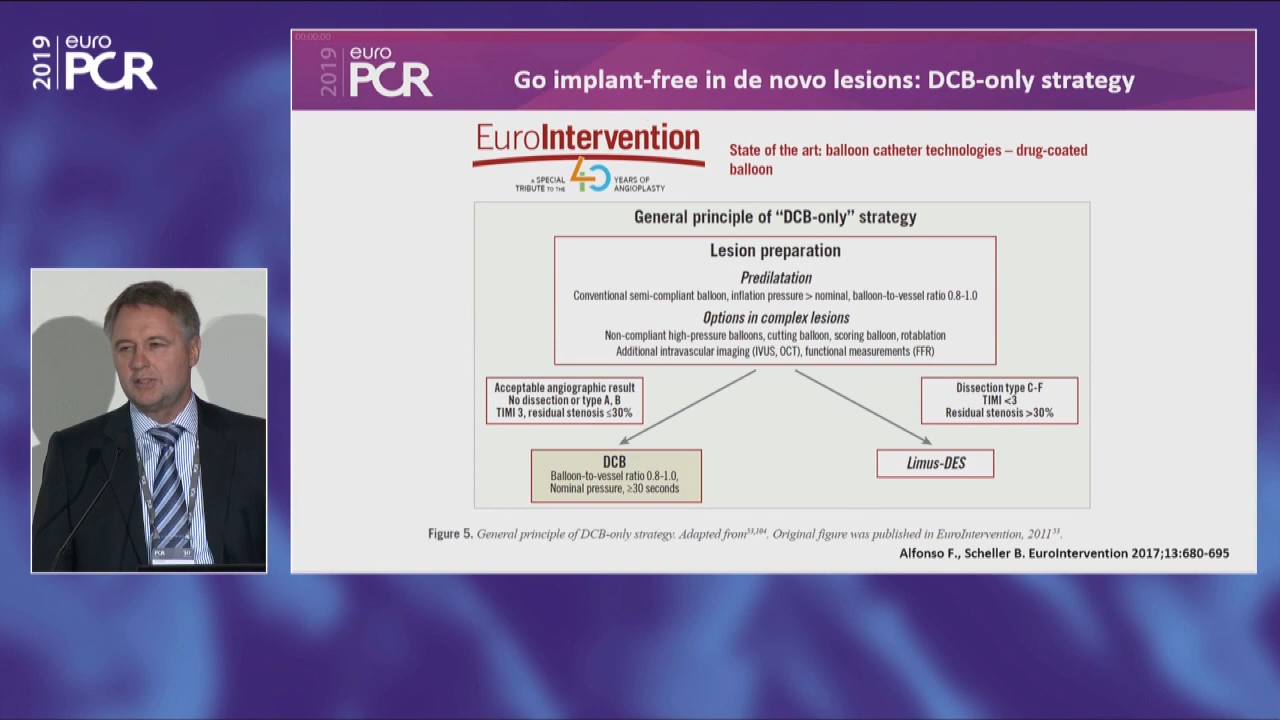 2019
euro
PCR
00:00:00
2019
euro
PCR
Go implant-free in de novo lesions: DCB-only strategy
EuroIntervention
A SPECIAL
TRIBUTE TO THE
40
YEARS OF
ANGIOPLASTY
State of the art: balloon catheter technologies – drug-coated
balloon
General principle of “DCB-only” strategy
Lesion preparation
Predilatation
Conventional semi-compliant balloon, inflation pressure > nominal, balloon-to-vessel ratio 0.8-1.0
Options in complex lesions
Non-compliant high-pressure balloons, cutting balloon, scoring balloon, rotablation
Additional intravascular imaging (IVUS, OCT), functional measurements (FFR)
Acceptable angiographic result
No dissection or type A, B
TIMI 3, residual stenosis ≤30%
Dissection type C-F
TIMI <3
Residual stenosis >30%
DCB
Balloon-to-vessel ratio 0.8-1.0,
Nominal pressure, ≥30 seconds
Limus-DES
Figure 5. General principle of DCB-only strategy. Adapted from53,104. Original figure was published in EuroIntervention, 201153.
Alfonso F., Scheller B. EuroIntervention 2017;13:680-695
PCR